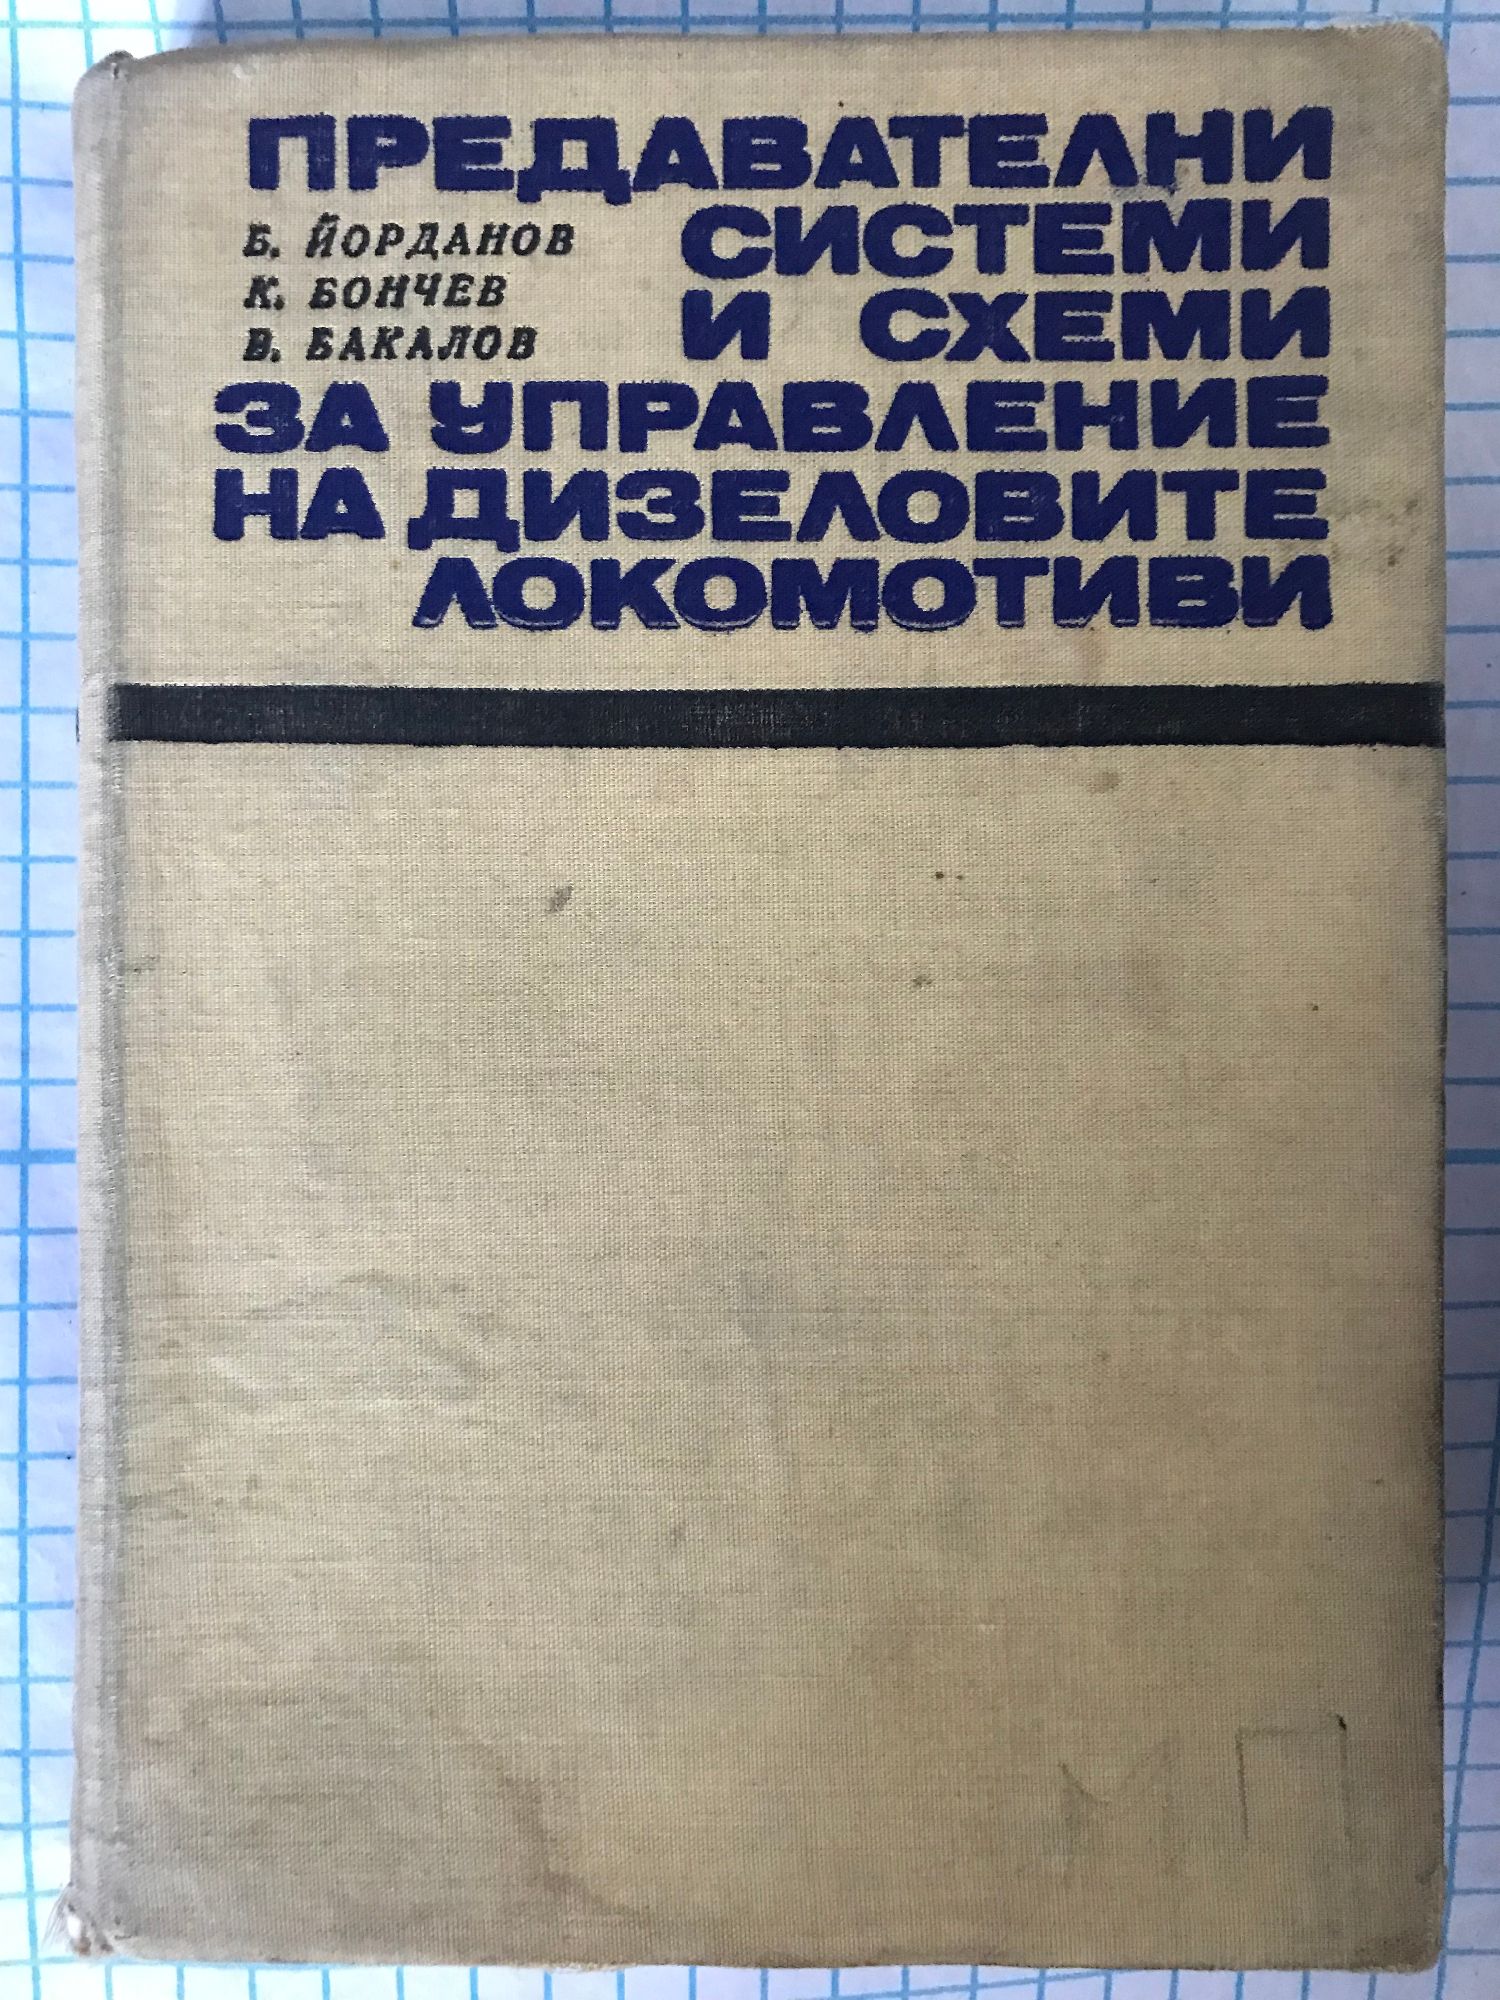 ПРЕДАВАТЕЛНИ
СИСТЕМИ
И СХЕМИ
ЗА УПРАВЛЕНИЕ
НА ДИЗЕЛОВИТЕ
ЛОКОМОТИВИ
Б. ЙОРДАНОВ
К. БОНЧЕВ
В. БАКАЛОВ